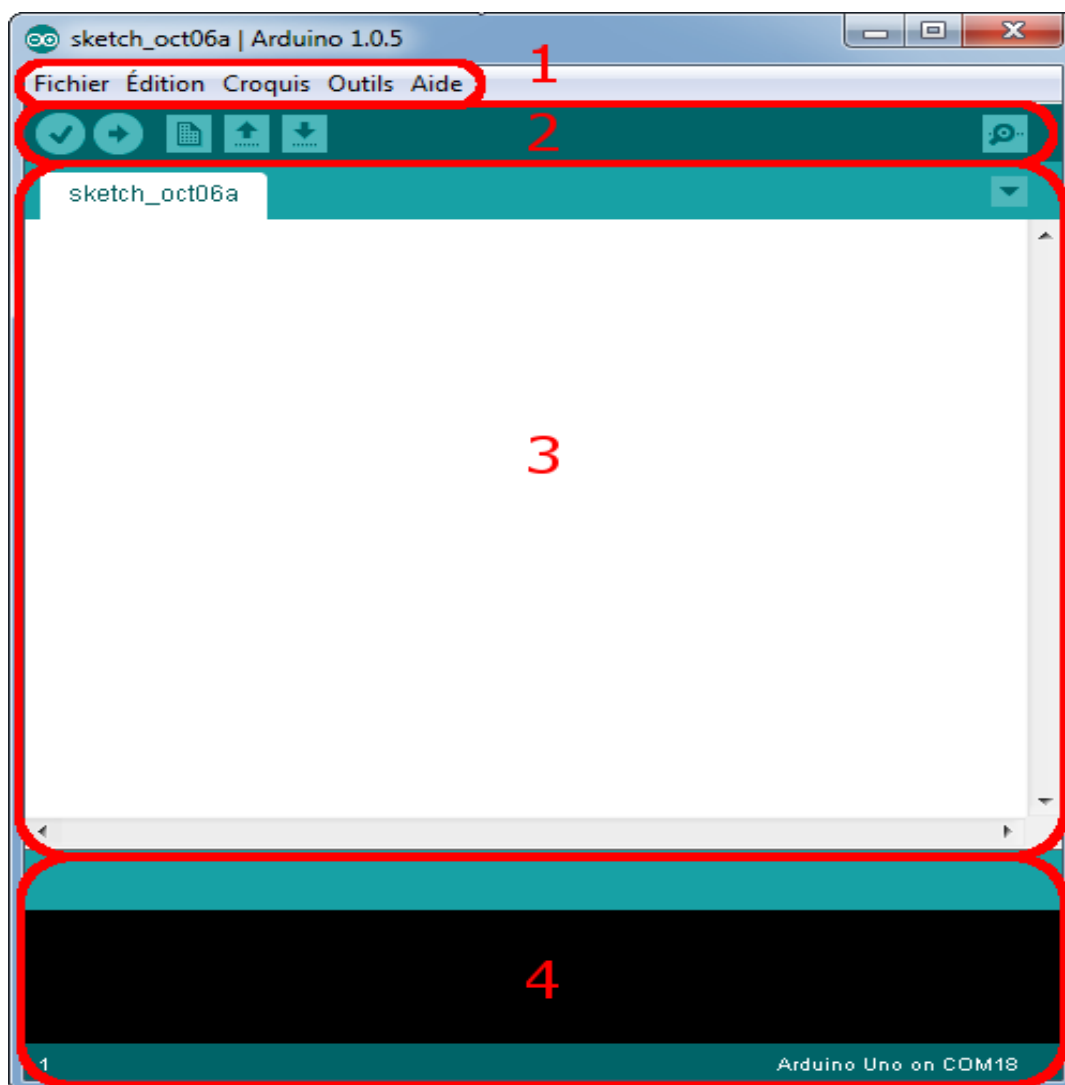 sketch_oct06a | Arduino 1.0.5
1
Fichier Édition Croquis Outils Aide
2
sketch_oct06a
3
4
1 Arduino Uno on COM18